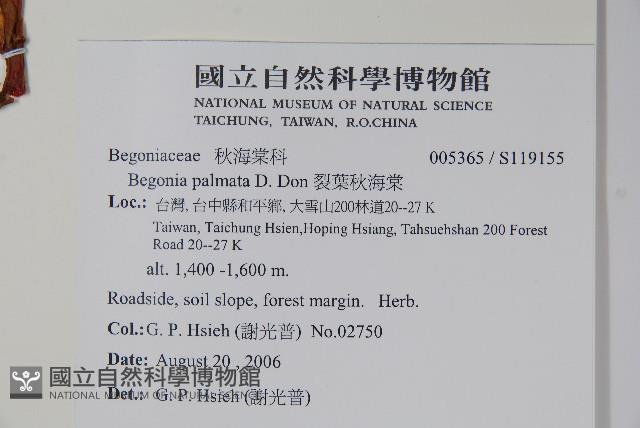 國立自然科學博物館
NATIONAL MUSEUM OF NATURAL SCIENCE
TAICHUNG, TAIWAN, R.O.CHINA
Begoniaceae 秋海棠科 005365 / S119155
Begonia palmata D. Don 裂葉秋海棠
Loc.: 台灣, 台中縣和平鄉, 大雪山200林道20--27 K
Taiwan, Taichung Hsien,Hoping Hsiang, Tahsuehshan 200 Forest
Road 20--27 K
alt. 1,400 -1,600 m.
Roadside, soil slope, forest margin. Herb.
Col.: G. P. Hsieh (謝光普) No.02750
Date: August 20 , 2006
Det.: G. P. Hsieh (謝光普)
國立自然科學博物館
NATIONAL MUSEUM OF NATURAL SCIENCE